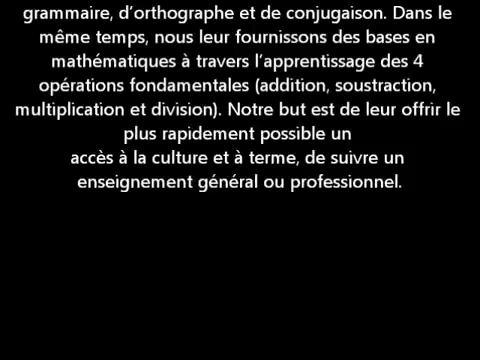 grammaire, d’orthographe et de conjugaison. Dans le
même temps, nous leur fournissons des bases en
mathématiques à travers l’apprentissage des 4
opérations fondamentales (addition, soustraction,
multiplication et division). Notre but est de leur offrir le
plus rapidement possible un
accès à la culture et à terme, de suivre un
enseignement général ou professionnel.